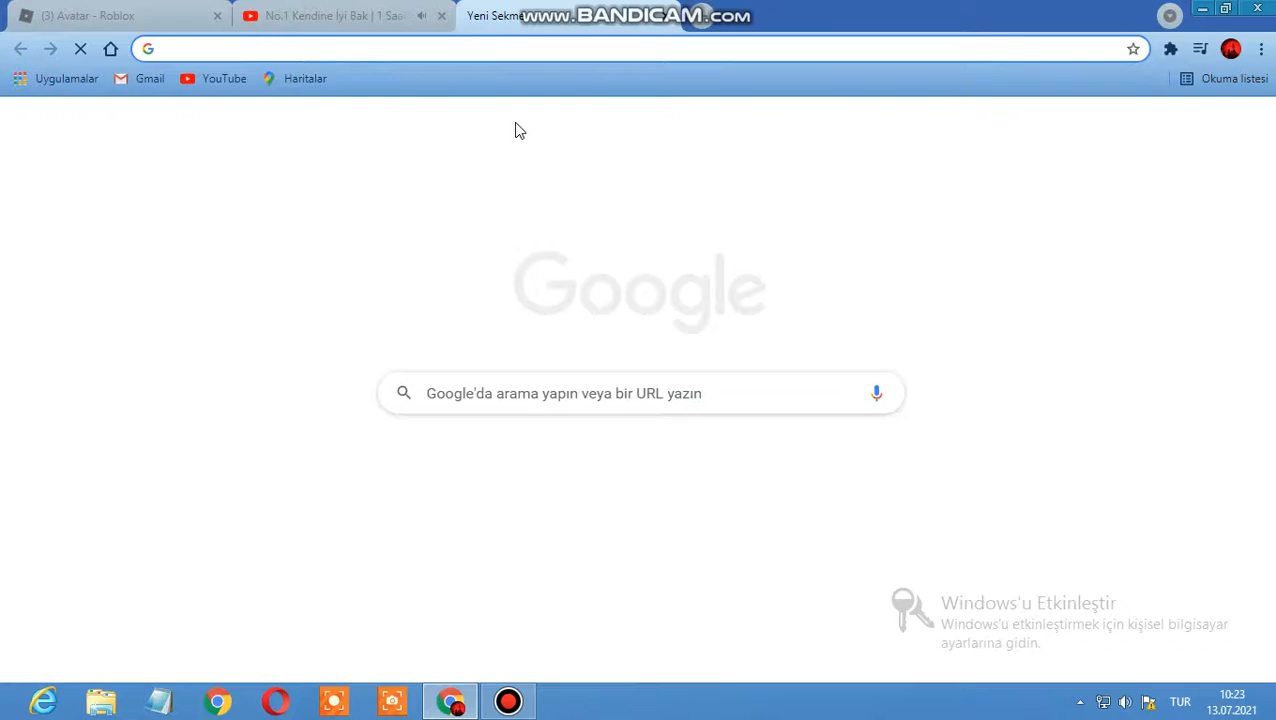 (3) Avatar - Roblox
No.1 Kendine İyi Bak | 1 Saa
Yeni Sekme
www.BANDICAM.com
Uygulamalar
Gmail
YouTube
Haritalar
Okuma listesi
Google
Google'da arama yapın veya bir URL yazın
Windows'u Etkinleştir
Windows'u etkinleştirmek için kişisel bilgisayar
ayarlarına gidin.
TUR
10:23
13.07.2021